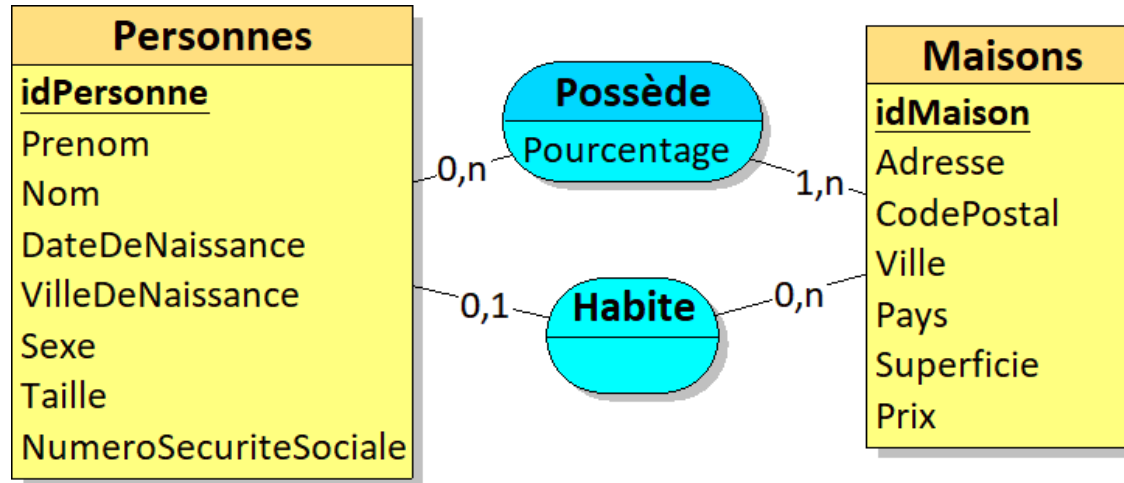 Personnes
idPersonne
Prenom
Nom
DateDeNaissance
VilleDeNaissance
Sexe
Taille
NumeroSecuriteSociale
Possède
Pourcentage
0,n
1,n
Habite
0,1
0,n
Maisons
idMaison
Adresse
CodePostal
Ville
Pays
Superficie
Prix